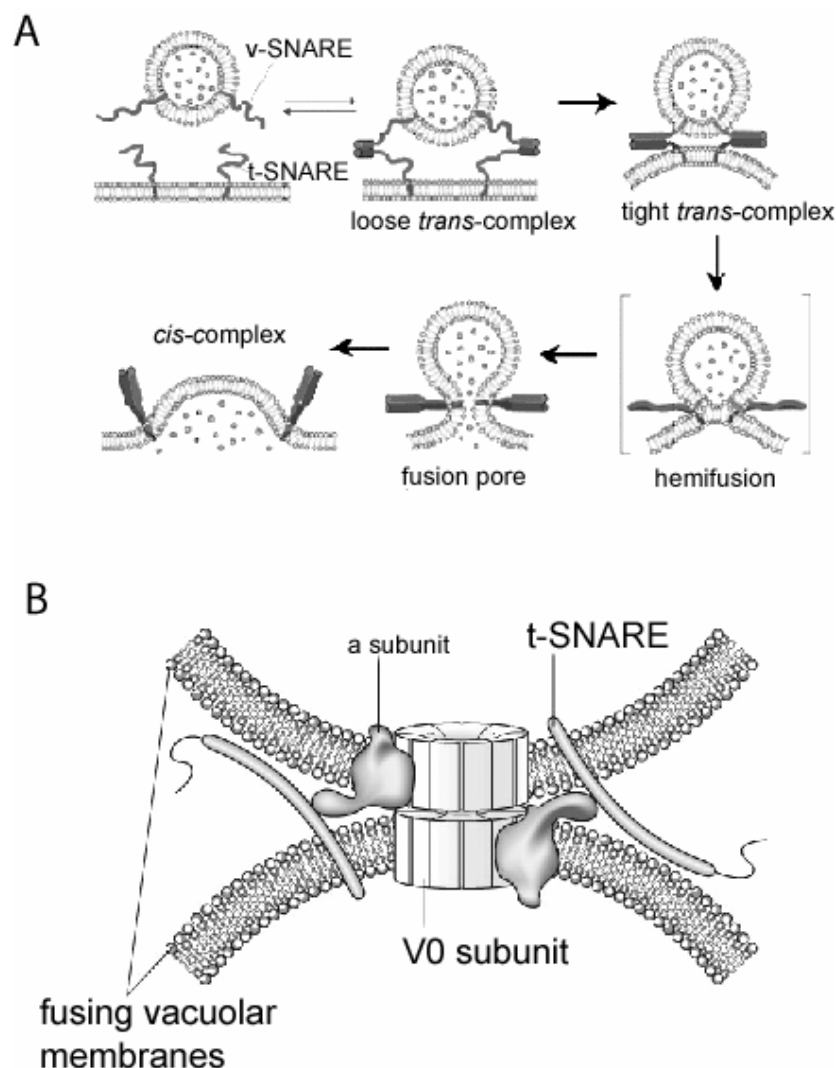 A
v-SNARE
t-SNARE
loose trans-complex
tight trans-complex
cis-complex
fusion pore
hemifusion
B
a subunit
t-SNARE
V0 subunit
fusing vacuolar
membranes